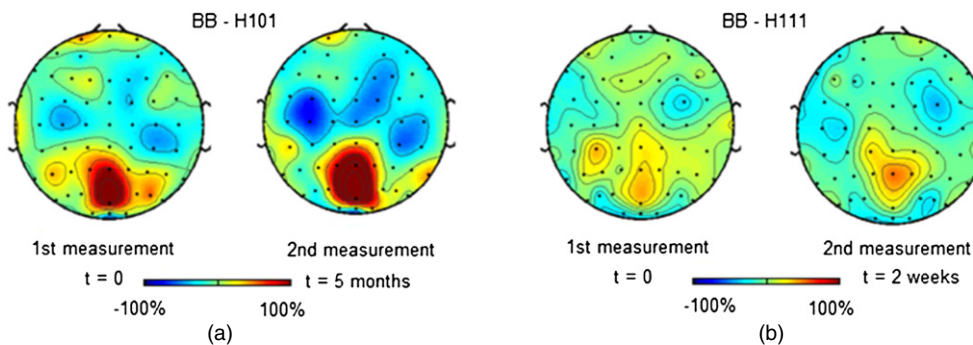 BB - H101
1st measurement
2nd measurement
t = 0
t = 5 months
-100%
100%
(a)
BB - H111
1st measurement
2nd measurement
t = 0
t = 2 weeks
-100%
100%
(b)